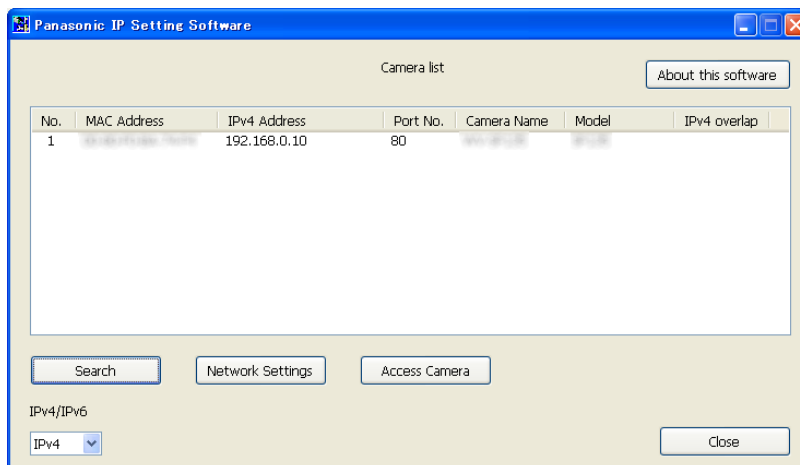 Panasonic IP Setting Software
Camera list
About this software
No. MAC Address IPv4 Address Port No. Camera Name Model IPv4 overlap
1 192.168.0.10 80
Search Network Settings Access Camera
IPv4/IPv6
IPv4 Close